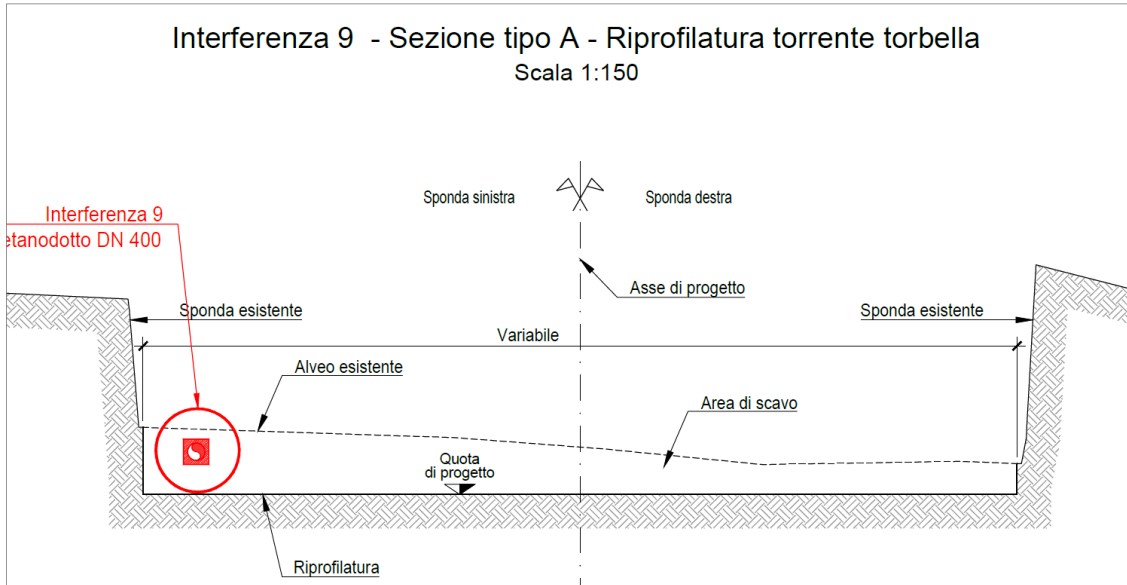 Interferenza 9 - Sezione tipo A - Riprofilatura torrente torbella
Scala 1:150
Sponda sinistra
Sponda destra
Interferenza 9
etanodotto DN 400
Asse di progetto
Sponda esistente
Sponda esistente
Variabile
Alveo esistente
Area di scavo
Quota
di progetto
Riprofilatura